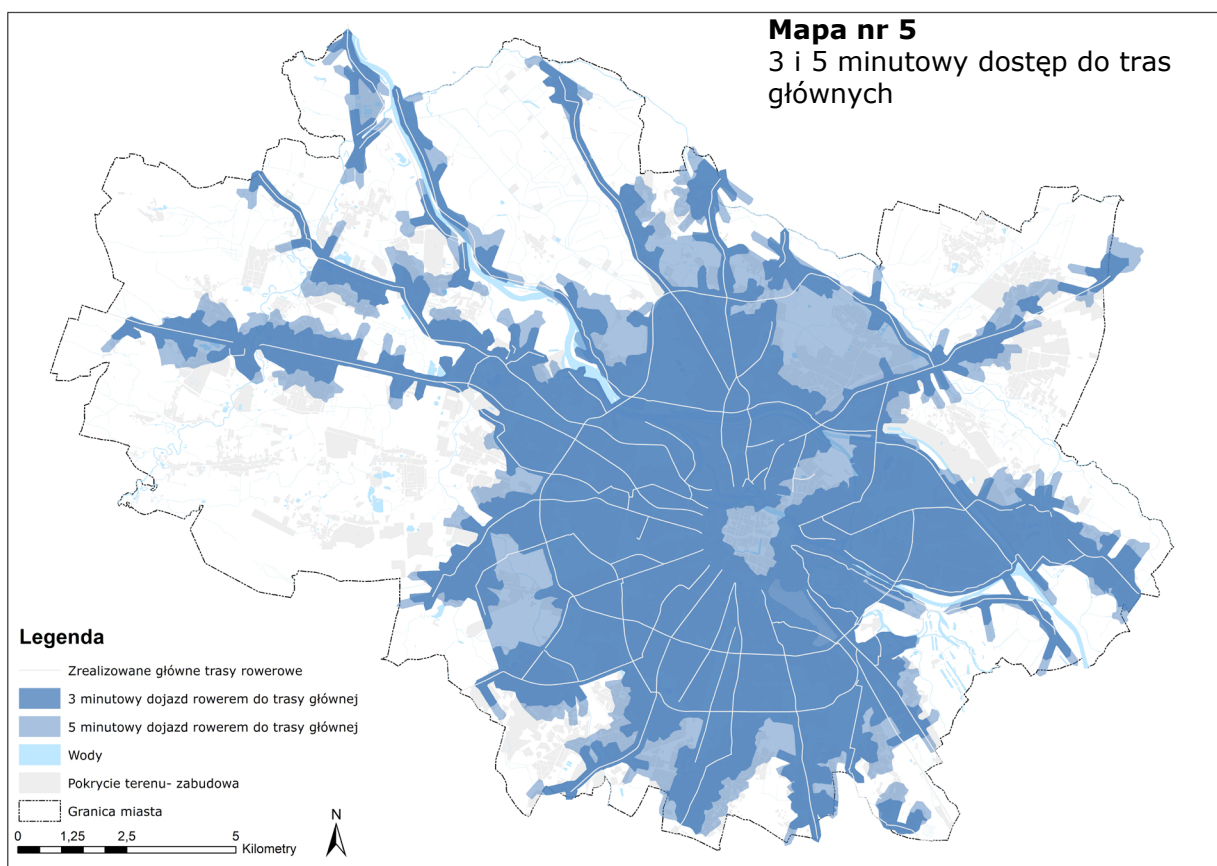 Mapa nr 5
3 i 5 minutowy dostęp do tras
głównych
Legenda
Zrealizowane główne trasy rowerowe
3 minutowy dojazd rowerem do trasy głównej
5 minutowy dojazd rowerem do trasy głównej
Wody
Pokrycie terenu- zabudowa
Granica miasta
0 1,25 2,5 5
Kilometry
N